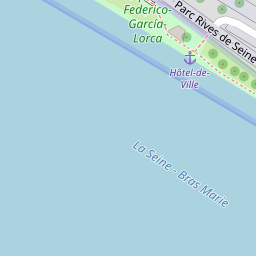 Federico-
García-
Lorca
Parc Rives de Seine
Hôtel-de-
Ville
La Seine - Bras Marie